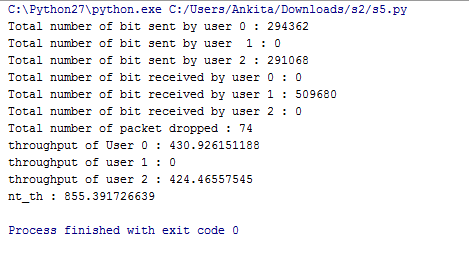 C:\Python27\python.exe C:/Users/Ankita/Downloads/s2/s5.py
Total number of bit sent by user 0 : 294362
Total number of bit sent by user  1 : 0
Total number of bit sent by user 2 : 291068
Total number of bit received by user 0 : 0
Total number of bit received by user 1 : 509680
Total number of bit received by user 2 : 0
Total number of packet dropped : 74
throughput of User 0 : 430.926151188
throughput of user 1 : 0
throughput of user 2 : 424.46557545
nt_th : 855.391726639
Process finished with exit code 0